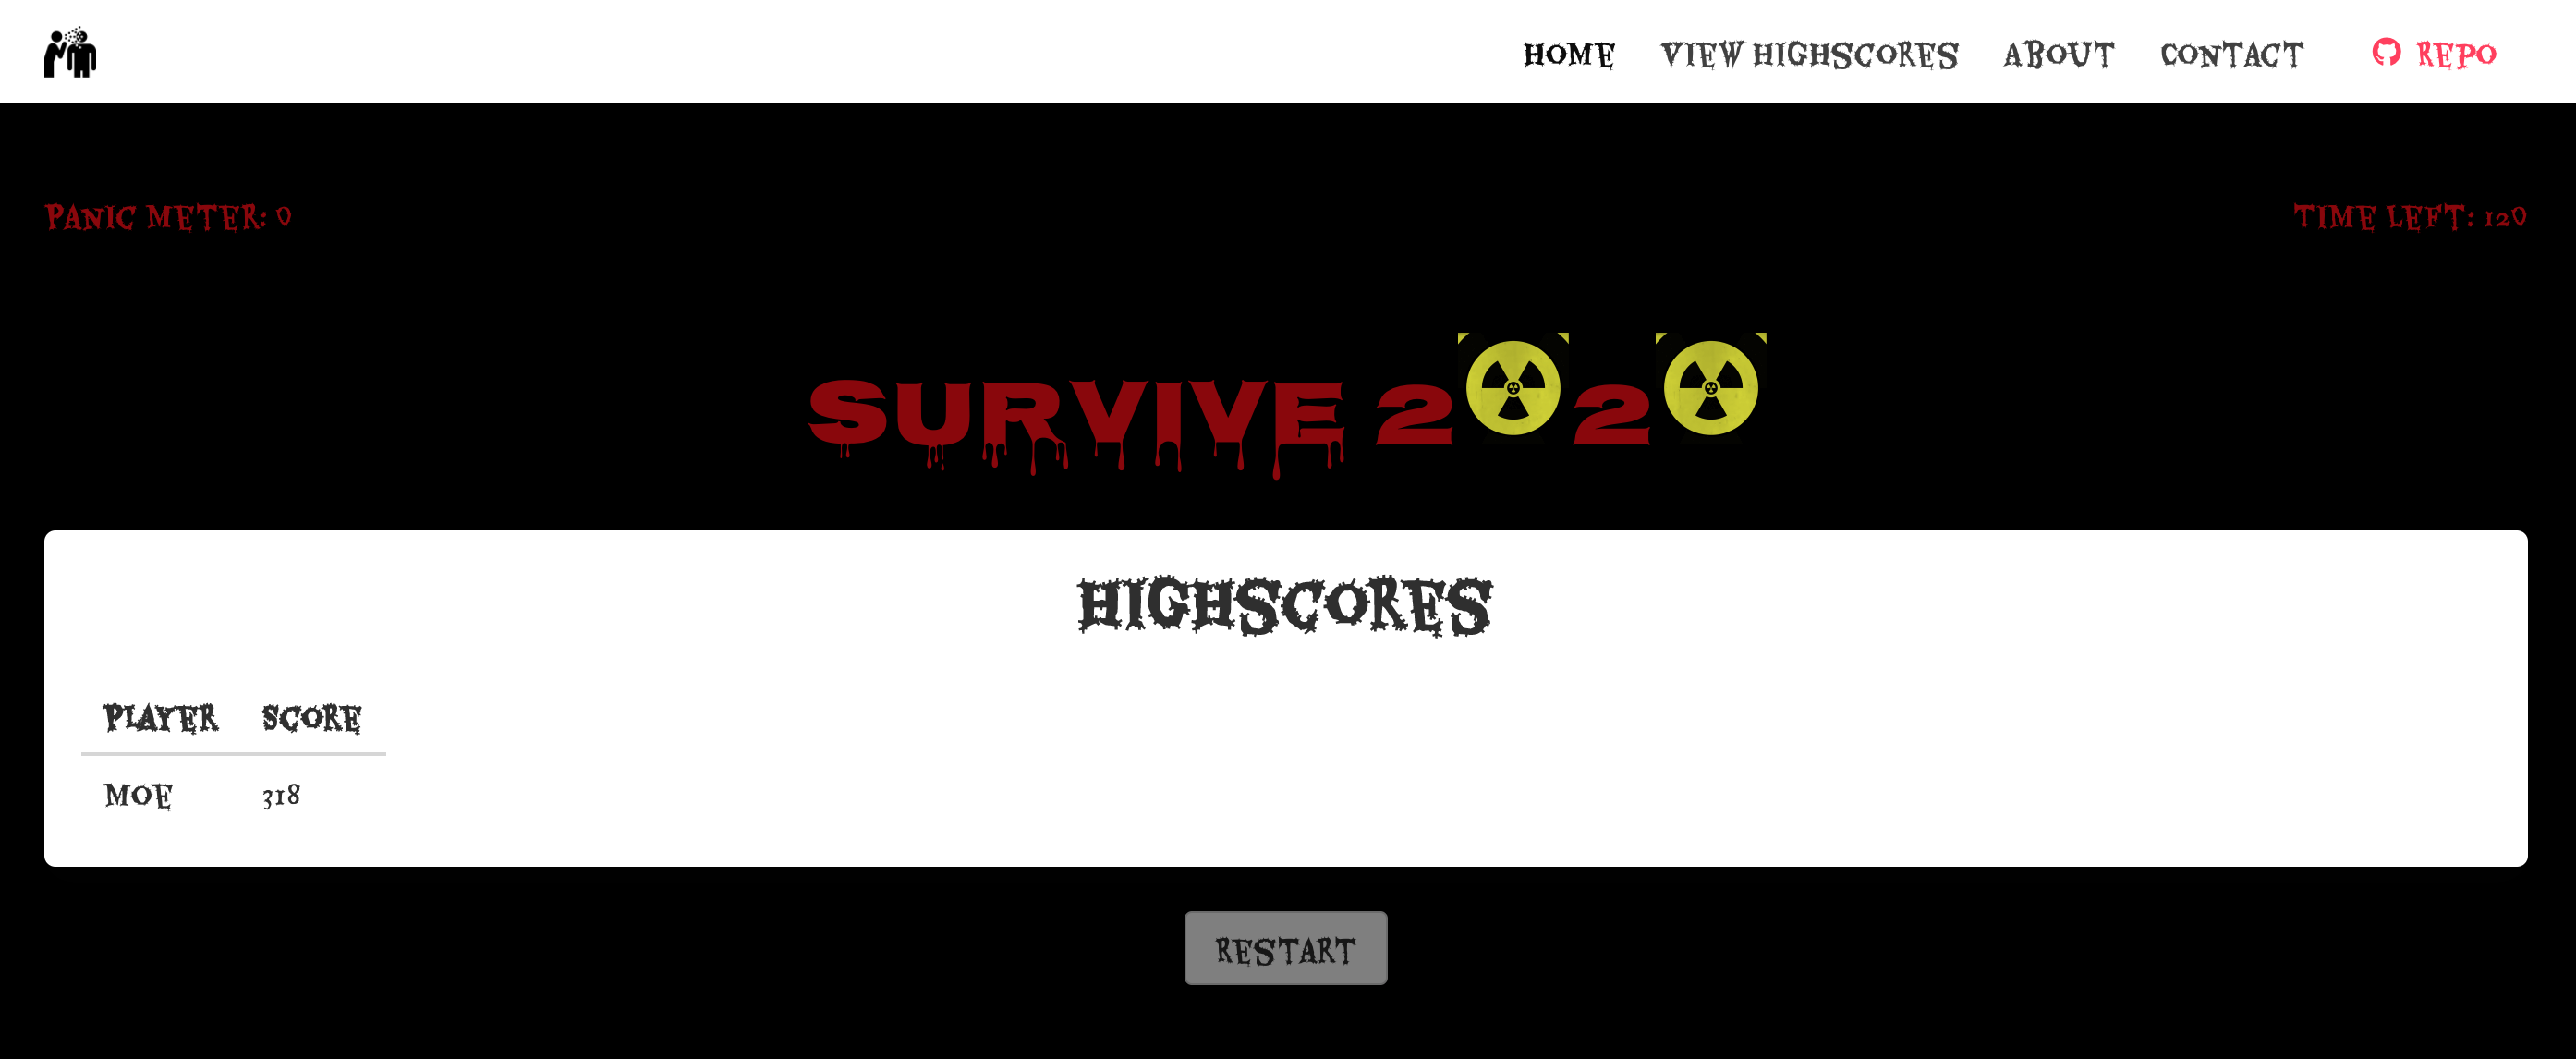 HOME VIEW HIGHSCORES ABOUT CONTACT REPO
PANIC METER: 0 TIME LEFT: 120
SURVIVE 2020
HIGHSCORES
PLAYER SCORE
MOE 318
RESTART